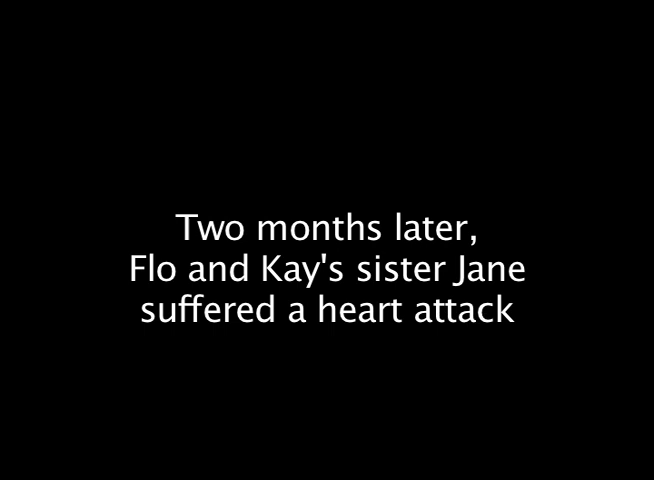 Two months later,
Flo and Kay's sister Jane
suffered a heart attack